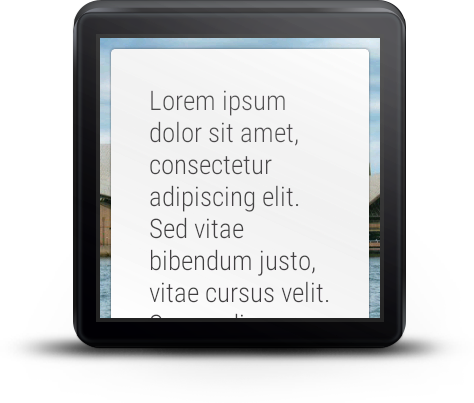 Lorem ipsum
dolor sit amet,
consectetur
adipiscing elit.
Sed vitae
bibendum justo,
vitae cursus velit.